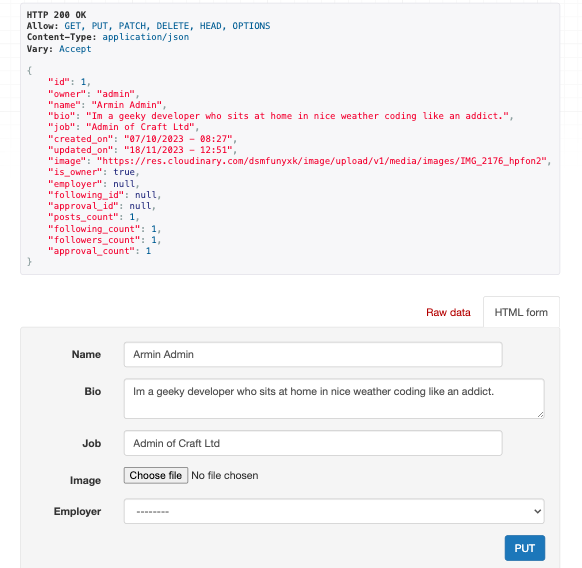 HTTP 200 OK
Allow: GET, PUT, PATCH, DELETE, HEAD, OPTIONS
Content-Type: application/json
Vary: Accept
{
    "id": 1,
    "owner": "admin",
    "name": "Armin Admin",
    "bio": "Im a geeky developer who sits at home in nice weather coding like an addict.",
    "job": "Admin of Craft Ltd",
    "created_on": "07/10/2023 – 08:27",
    "updated_on": "18/11/2023 – 12:51",
    "image": "https://res.cloudinary.com/dsmfunyxk/image/upload/v1/media/images/IMG_2176_hpfon2",
    "is_owner": true,
    "employer": null,
    "following_id": null,
    "approval_id": null,
    "posts_count": 1,
    "following_count": 1,
    "followers_count": 1,
    "approval_count": 1
}
Raw data
HTML form
Name
Armin Admin
Bio
Im a geeky developer who sits at home in nice weather coding like an addict.
Job
Admin of Craft Ltd
Image
Choose file No file chosen
Employer
--------
PUT